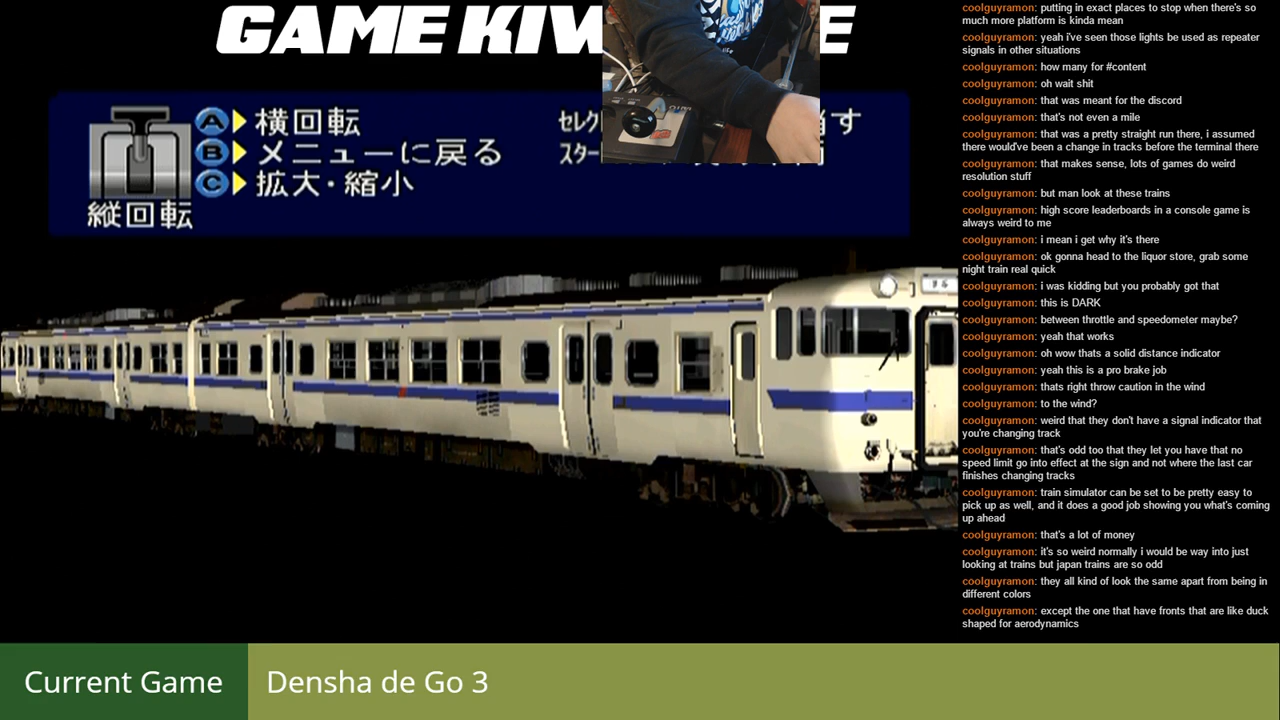 GAME KIW E
A 横回転 セレク 消す
B メニューに戻る スター
C 拡大・縮小
縦回転
coolguyramon: putting in exact places to stop when there's so
much more platform is kinda mean
coolguyramon: yeah i've seen those lights be used as repeater
signals in other situations
coolguyramon: how many for #content
coolguyramon: oh wait shit
coolguyramon: that was meant for the discord
coolguyramon: that's not even a mile
coolguyramon: that was a pretty straight run there, i assumed
there would've been a change in tracks before the terminal there
coolguyramon: that makes sense, lots of games do weird
resolution stuff
coolguyramon: but man look at these trains
coolguyramon: high score leaderboards in a console game is
always weird to me
coolguyramon: i mean i get why it's there
coolguyramon: ok gonna head to the liquor store, grab some
night train real quick
coolguyramon: i was kidding but you probably got that
coolguyramon: this is DARK
coolguyramon: between throttle and speedometer maybe?
coolguyramon: yeah that works
coolguyramon: oh wow thats a solid distance indicator
coolguyramon: yeah this is a pro brake job
coolguyramon: thats right throw caution in the wind
coolguyramon: to the wind?
coolguyramon: weird that they don't have a signal indicator that
you're changing track
coolguyramon: that's odd too that they let you have that no
speed limit go into effect at the sign and not where the last car
finishes changing tracks
coolguyramon: train simulator can be set to be pretty easy to
pick up as well, and it does a good job showing you what's coming
up ahead
coolguyramon: that's a lot of money
coolguyramon: it's so weird normally i would be way into just
looking at trains but japan trains are so odd
coolguyramon: they all kind of look the same apart from being in
different colors
coolguyramon: except the one that have fronts that are like duck
shaped for aerodynamics
Current Game Densha de Go 3